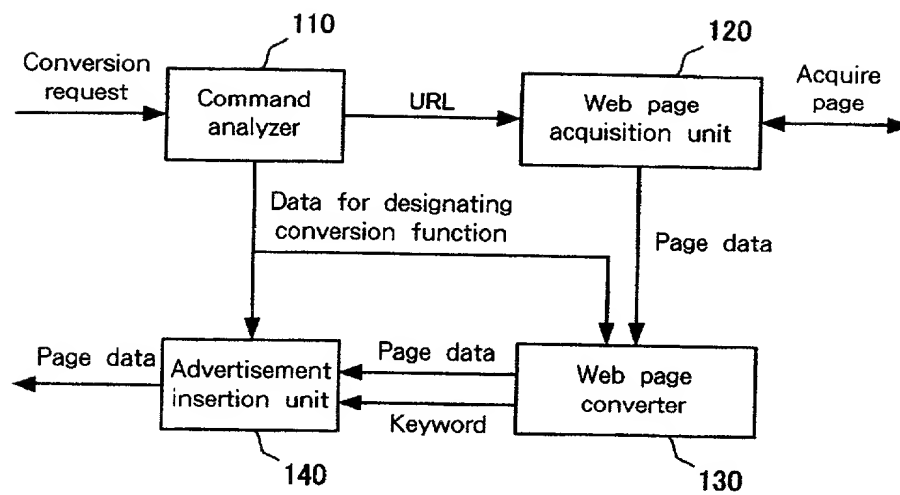 110
120
Conversion
request
Command
analyzer
URL
Web page
acquisition unit
Acquire
page
Data for designating
conversion function
Page data
Page data
Advertisement
insertion unit
Page data
Keyword
Web page
converter
140
130